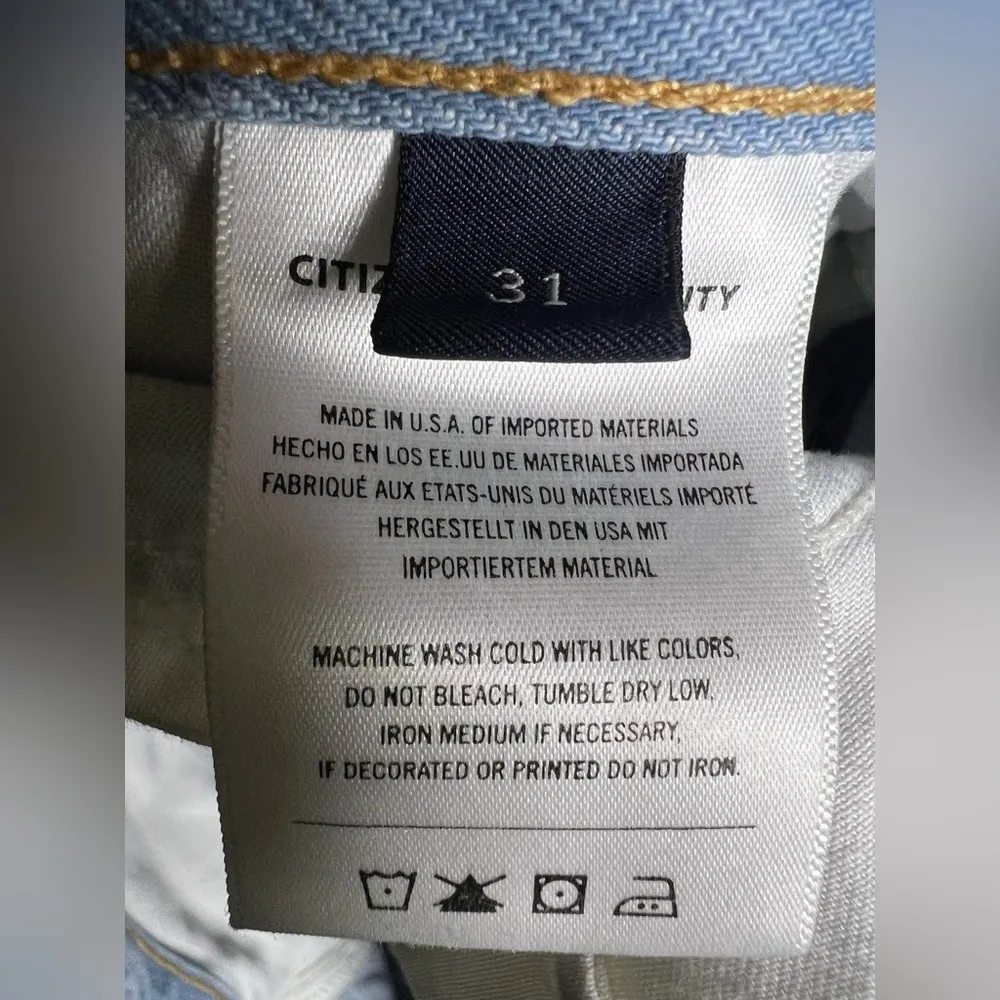 31
MADE IN U.S.A. OF IMPORTED MATERIALS
HECHO EN LOS EE.UU DE MATERIALES IMPORTADA
FABRIQUÉ AUX ETATS-UNIS DU MATÉRIELS IMPORTÉ
HERGESTELLT IN DEN USA MIT
IMPORTIERTEM MATERIAL
MACHINE WASH COLD WITH LIKE COLORS,
DO NOT BLEACH, TUMBLE DRY LOW,
IRON MEDIUM IF NECESSARY,
IF DECORATED OR PRINTED DO NOT IRON.